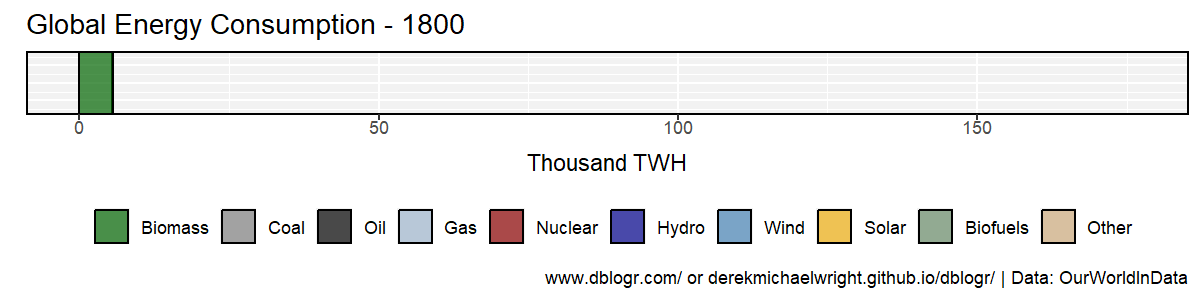 Global Energy Consumption - 1800
0 50 100 150
Thousand TWH
Biomass Coal Oil Gas Nuclear Hydro Wind Solar Biofuels Other
www.dblogr.com/ or derekmichaelwright.github.io/dblogr/ | Data: OurWorldInData